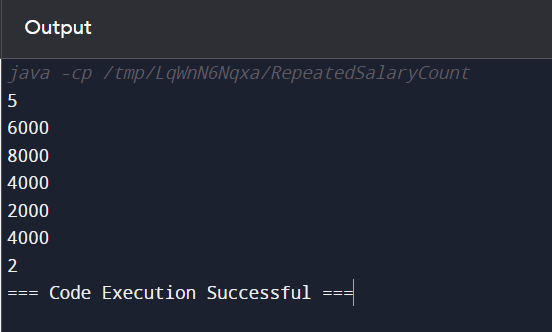 Output
java -cp /tmp/LqWnN6Nqxa/RepeatedSalaryCount
5
6000
8000
4000
2000
4000
2
=== Code Execution Successful ===